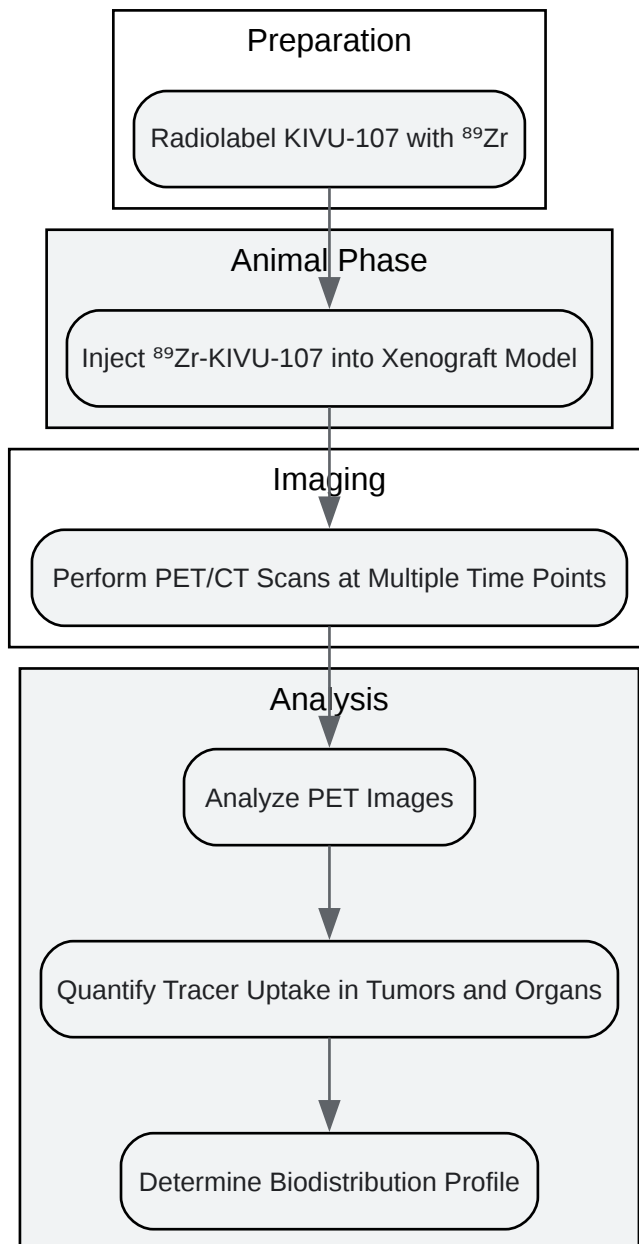 Preparation
Radiolabel KIVU-107 with ⁸⁹Zr
Animal Phase
Inject ⁸⁹Zr-KIVU-107 into Xenograft Model
Imaging
Perform PET/CT Scans at Multiple Time Points
Analysis
Analyze PET Images
Quantify Tracer Uptake in Tumors and Organs
Determine Biodistribution Profile